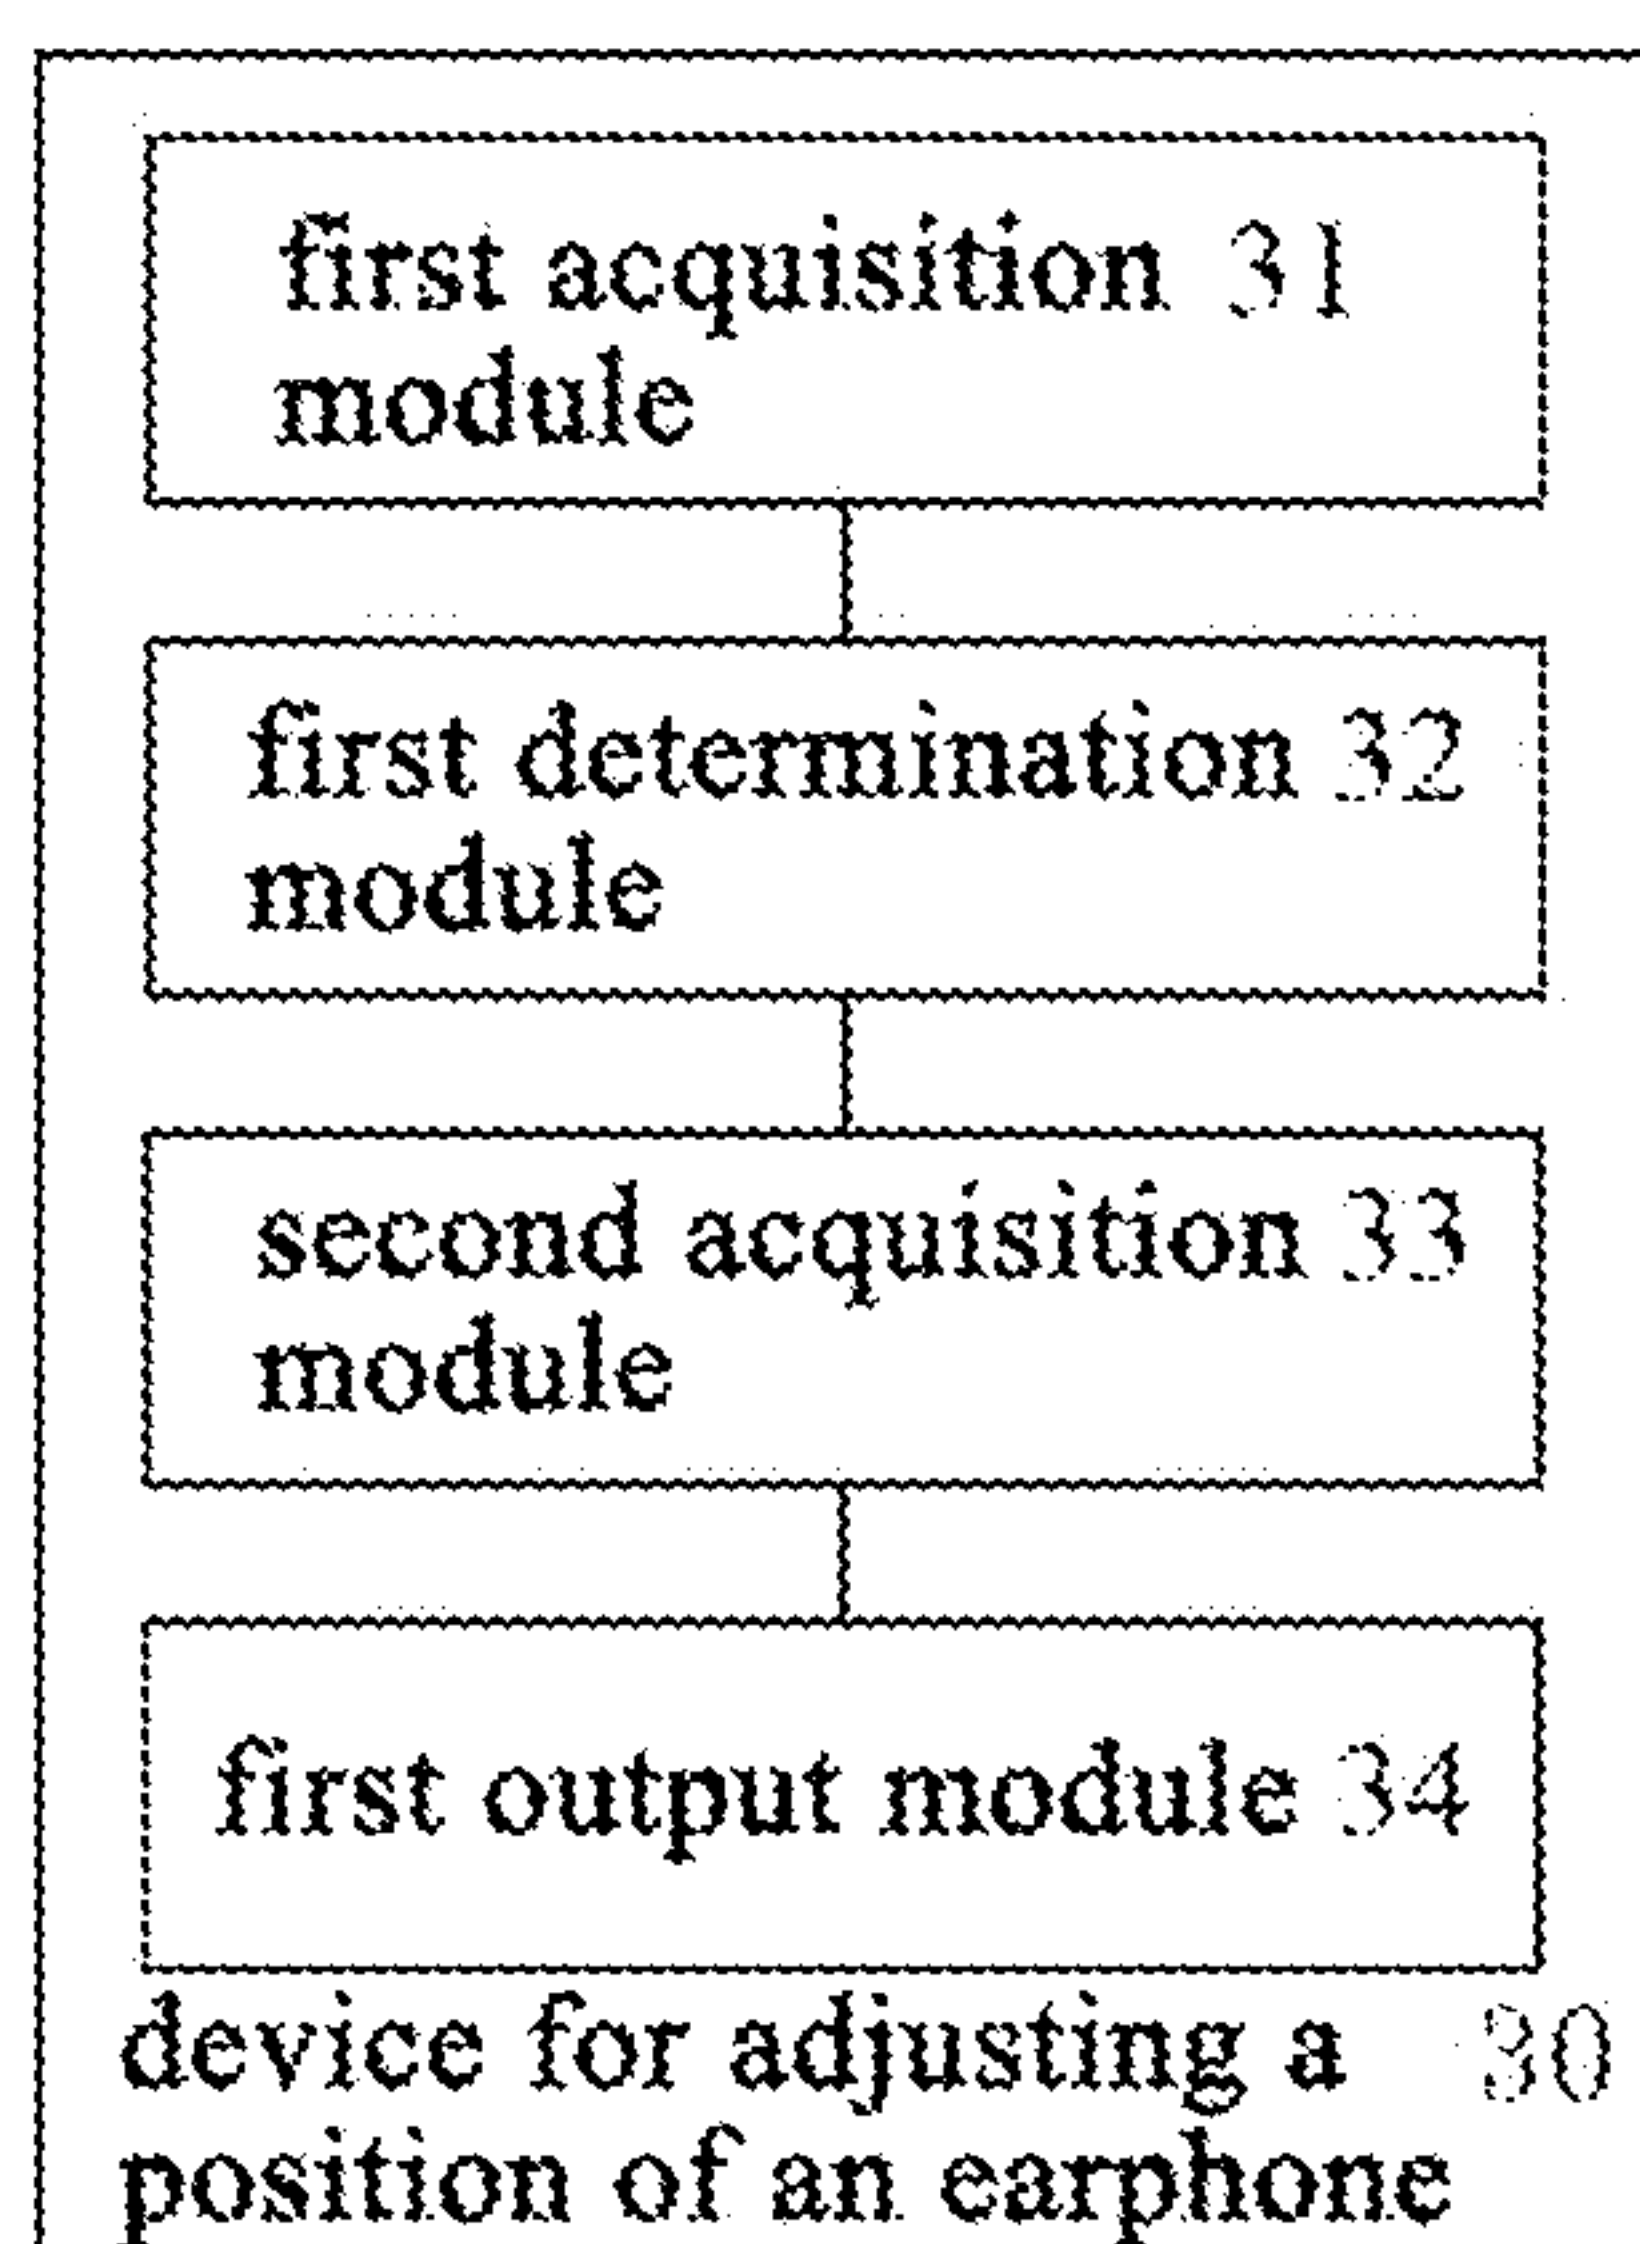 first acquisition 31
module
first determination 32
module
second acquisition 33
module
first output module 34
device for adjusting a 30
position of an earphone